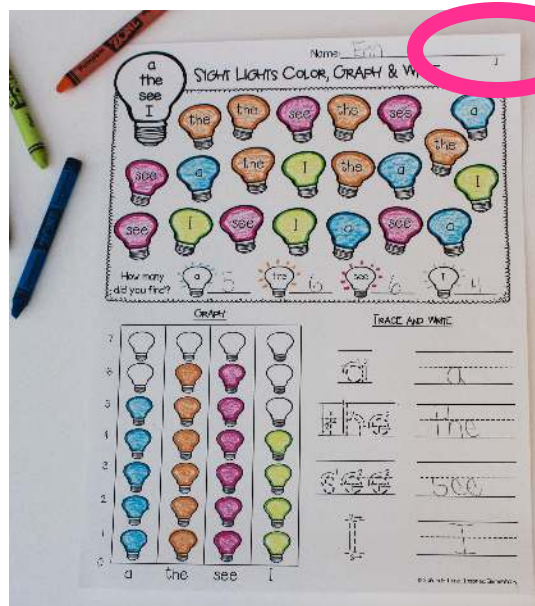 Name:
a
the
see
I
SIGHT LIGHTS COLOR, GRAPH &
the the see the see a
the
see a the I the a I
see I see I a see a
How many
did you find?
a 5 the 6 see 6 I 4
GRAPH
TRACE AND WRITE
7
6
5
4
3
2
1
0
a the see I
a a
the the
see see
I I